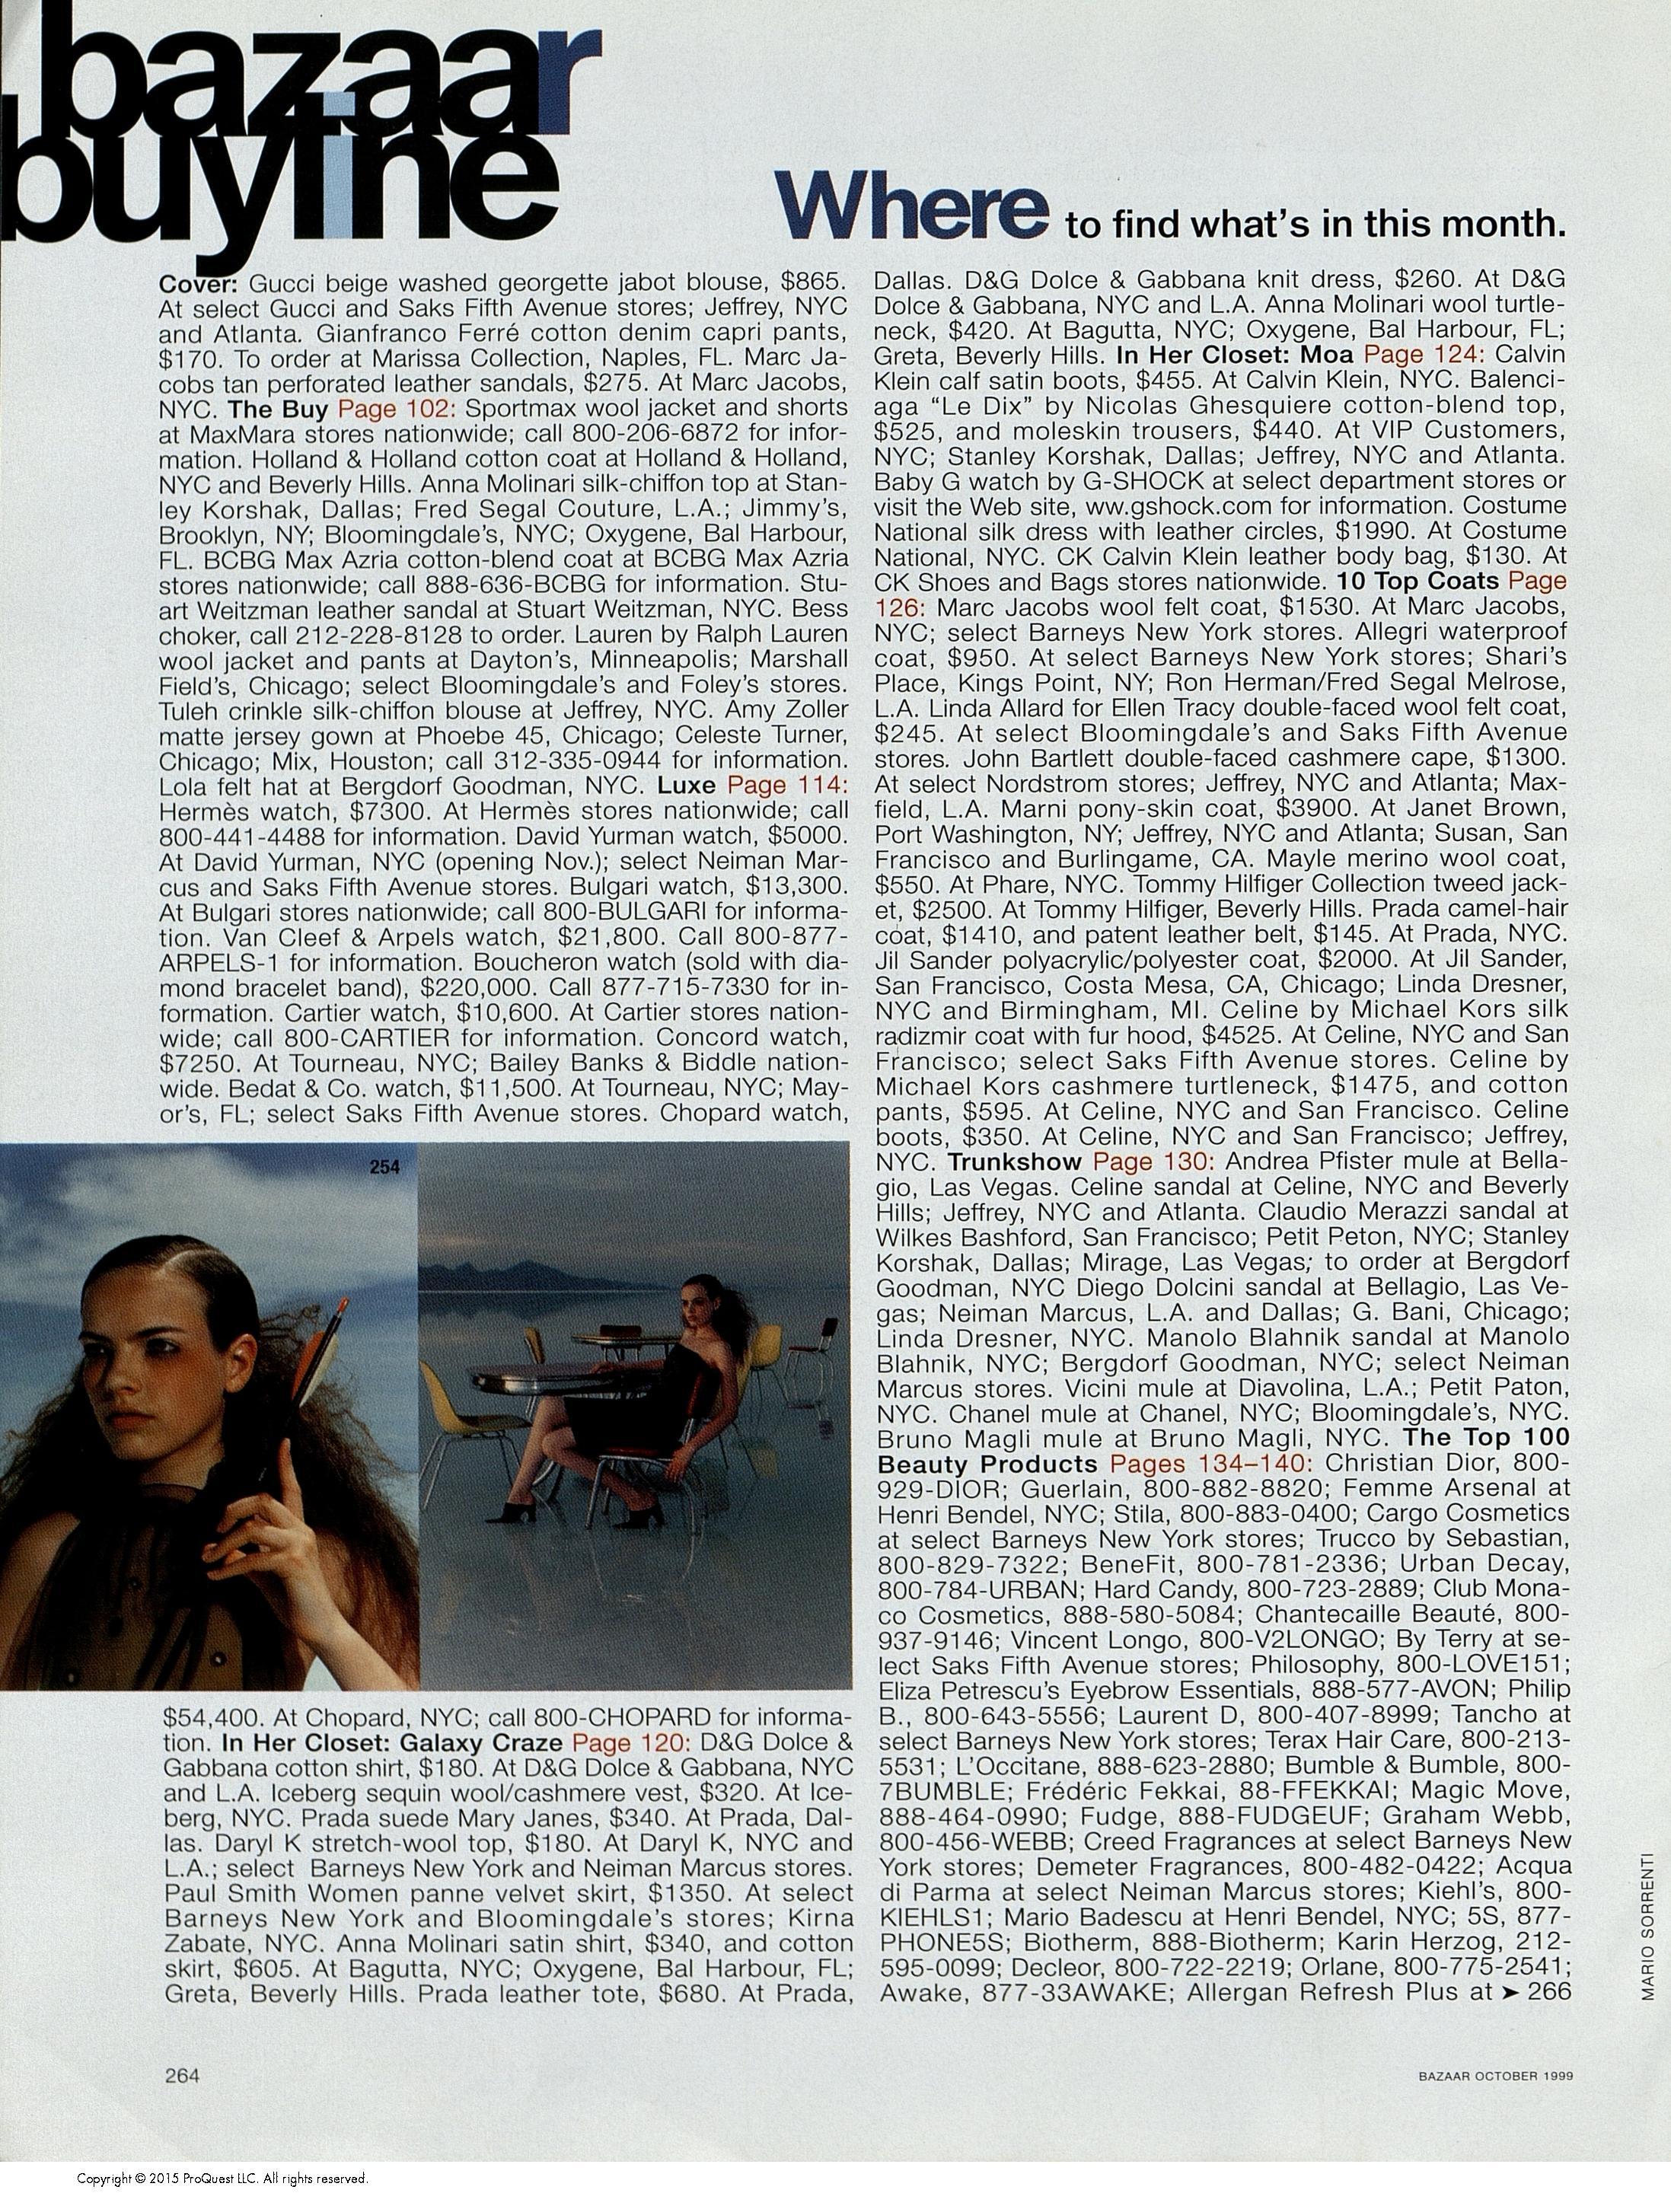 bazaar
buyline
Where to find what's in this month.
Cover: Gucci beige washed georgette jabot blouse, $865.
At select Gucci and Saks Fifth Avenue stores; Jeffrey, NYC
and Atlanta. Gianfranco Ferré cotton denim capri pants,
$170. To order at Marissa Collection, Naples, FL. Marc Ja-
cobs tan perforated leather sandals, $275. At Marc Jacobs,
NYC. The Buy Page 102: Sportmax wool jacket and shorts
at MaxMara stores nationwide; call 800-206-6872 for infor-
mation. Holland & Holland cotton coat at Holland & Holland,
NYC and Beverly Hills. Anna Molinari silk-chiffon top at Stan-
ley Korshak, Dallas; Fred Segal Couture, L.A.; Jimmy's,
Brooklyn, NY; Bloomingdale's, NYC; Oxygene, Bal Harbour,
FL. BCBG Max Azria cotton-blend coat at BCBG Max Azria
stores nationwide; call 888-636-BCBG for information. Stu-
art Weitzman leather sandal at Stuart Weitzman, NYC. Bess
choker, call 212-228-8128 to order. Lauren by Ralph Lauren
wool jacket and pants at Dayton's, Minneapolis; Marshall
Field's, Chicago; select Bloomingdale's and Foley's stores.
Tuleh crinkle silk-chiffon blouse at Jeffrey, NYC. Amy Zoller
matte jersey gown at Phoebe 45, Chicago; Celeste Turner,
Chicago; Mix, Houston; call 312-335-0944 for information.
Lola felt hat at Bergdorf Goodman, NYC. Luxe Page 114:
Hermès watch, $7300. At Hermès stores nationwide; call
800-441-4488 for information. David Yurman watch, $5000.
At David Yurman, NYC (opening Nov.); select Neiman Mar-
cus and Saks Fifth Avenue stores. Bulgari watch, $13,300.
At Bulgari stores nationwide; call 800-BULGARI for informa-
tion. Van Cleef & Arpels watch, $21,800. Call 800-877-
ARPELS-1 for information. Boucheron watch (sold with dia-
mond bracelet band), $220,000. Call 877-715-7330 for in-
formation. Cartier watch, $10,600. At Cartier stores nation-
wide; call 800-CARTIER for information. Concord watch,
$7250. At Tourneau, NYC; Bailey Banks & Biddle nation-
wide. Bedat & Co. watch, $11,500. At Tourneau, NYC; May-
or's, FL; select Saks Fifth Avenue stores. Chopard watch,
254
$54,400. At Chopard, NYC; call 800-CHOPARD for informa-
tion. In Her Closet: Galaxy Craze Page 120: D&G Dolce &
Gabbana cotton shirt, $180. At D&G Dolce & Gabbana, NYC
and L.A. Iceberg sequin wool/cashmere vest, $320. At Ice-
berg, NYC. Prada suede Mary Janes, $340. At Prada, Dal-
las. Daryl K stretch-wool top, $180. At Daryl K, NYC and
L.A.; select Barneys New York and Neiman Marcus stores.
Paul Smith Women panne velvet skirt, $1350. At select
Barneys New York and Bloomingdale's stores; Kirna
Zabate, NYC. Anna Molinari satin shirt, $340, and cotton
skirt, $605. At Bagutta, NYC; Oxygene, Bal Harbour, FL;
Greta, Beverly Hills. Prada leather tote, $680. At Prada,
Dallas. D&G Dolce & Gabbana knit dress, $260. At D&G
Dolce & Gabbana, NYC and L.A. Anna Molinari wool turtle-
neck, $420. At Bagutta, NYC; Oxygene, Bal Harbour, FL;
Greta, Beverly Hills. In Her Closet: Moa Page 124: Calvin
Klein calf satin boots, $455. At Calvin Klein, NYC. Balenci-
aga “Le Dix” by Nicolas Ghesquiere cotton-blend top,
$525, and moleskin trousers, $440. At VIP Customers,
NYC; Stanley Korshak, Dallas; Jeffrey, NYC and Atlanta.
Baby G watch by G-SHOCK at select department stores or
visit the Web site, ww.gshock.com for information. Costume
National silk dress with leather circles, $1990. At Costume
National, NYC. CK Calvin Klein leather body bag, $130. At
CK Shoes and Bags stores nationwide. 10 Top Coats Page
126: Marc Jacobs wool felt coat, $1530. At Marc Jacobs,
NYC; select Barneys New York stores. Allegri waterproof
coat, $950. At select Barneys New York stores; Shari's
Place, Kings Point, NY; Ron Herman/Fred Segal Melrose,
L.A. Linda Allard for Ellen Tracy double-faced wool felt coat,
$245. At select Bloomingdale's and Saks Fifth Avenue
stores. John Bartlett double-faced cashmere cape, $1300.
At select Nordstrom stores; Jeffrey, NYC and Atlanta; Max-
field, L.A. Marni pony-skin coat, $3900. At Janet Brown,
Port Washington, NY; Jeffrey, NYC and Atlanta; Susan, San
Francisco and Burlingame, CA. Mayle merino wool coat,
$550. At Phare, NYC. Tommy Hilfiger Collection tweed jack-
et, $2500. At Tommy Hilfiger, Beverly Hills. Prada camel-hair
coat, $1410, and patent leather belt, $145. At Prada, NYC.
Jil Sander polyacrylic/polyester coat, $2000. At Jil Sander,
San Francisco, Costa Mesa, CA, Chicago; Linda Dresner,
NYC and Birmingham, MI. Celine by Michael Kors silk
radizmir coat with fur hood, $4525. At Celine, NYC and San
Francisco; select Saks Fifth Avenue stores. Celine by
Michael Kors cashmere turtleneck, $1475, and cotton
pants, $595. At Celine, NYC and San Francisco. Celine
boots, $350. At Celine, NYC and San Francisco; Jeffrey,
NYC. Trunkshow Page 130: Andrea Pfister mule at Bella-
gio, Las Vegas. Celine sandal at Celine, NYC and Beverly
Hills; Jeffrey, NYC and Atlanta. Claudio Merazzi sandal at
Wilkes Bashford, San Francisco; Petit Peton, NYC; Stanley
Korshak, Dallas; Mirage, Las Vegas; to order at Bergdorf
Goodman, NYC Diego Dolcini sandal at Bellagio, Las Ve-
gas; Neiman Marcus, L.A. and Dallas; G. Bani, Chicago;
Linda Dresner, NYC. Manolo Blahnik sandal at Manolo
Blahnik, NYC; Bergdorf Goodman, NYC; select Neiman
Marcus stores. Vicini mule at Diavolina, L.A.; Petit Paton,
NYC. Chanel mule at Chanel, NYC; Bloomingdale's, NYC.
Bruno Magli mule at Bruno Magli, NYC. The Top 100
Beauty Products Pages 134–140: Christian Dior, 800-
929-DIOR; Guerlain, 800-882-8820; Femme Arsenal at
Henri Bendel, NYC; Stila, 800-883-0400; Cargo Cosmetics
at select Barneys New York stores; Trucco by Sebastian,
800-829-7322; BeneFit, 800-781-2336; Urban Decay,
800-784-URBAN; Hard Candy, 800-723-2889; Club Mona-
co Cosmetics, 888-580-5084; Chantecaille Beauté, 800-
937-9146; Vincent Longo, 800-V2LONGO; By Terry at se-
lect Saks Fifth Avenue stores; Philosophy, 800-LOVE151;
Eliza Petrescu's Eyebrow Essentials, 888-577-AVON; Philip
B., 800-643-5556; Laurent D, 800-407-8999; Tancho at
select Barneys New York stores; Terax Hair Care, 800-213-
5531; L'Occitane, 888-623-2880; Bumble & Bumble, 800-
7BUMBLE; Frédéric Fekkai, 88-FFEKKAI; Magic Move,
888-464-0990; Fudge, 888-FUDGEUF; Graham Webb,
800-456-WEBB; Creed Fragrances at select Barneys New
York stores; Demeter Fragrances, 800-482-0422; Acqua
di Parma at select Neiman Marcus stores; Kiehl's, 800-
KIEHLS1; Mario Badescu at Henri Bendel, NYC; 5S, 877-
PHONE5S; Biotherm, 888-Biotherm; Karin Herzog, 212-
595-0099; Decleor, 800-722-2219; Orlane, 800-775-2541;
Awake, 877-33AWAKE; Allergan Refresh Plus at ➤ 266
MARIO SORRENTI
264
BAZAAR OCTOBER 1999
Copyright © 2015 ProQuest LLC. All rights reserved.